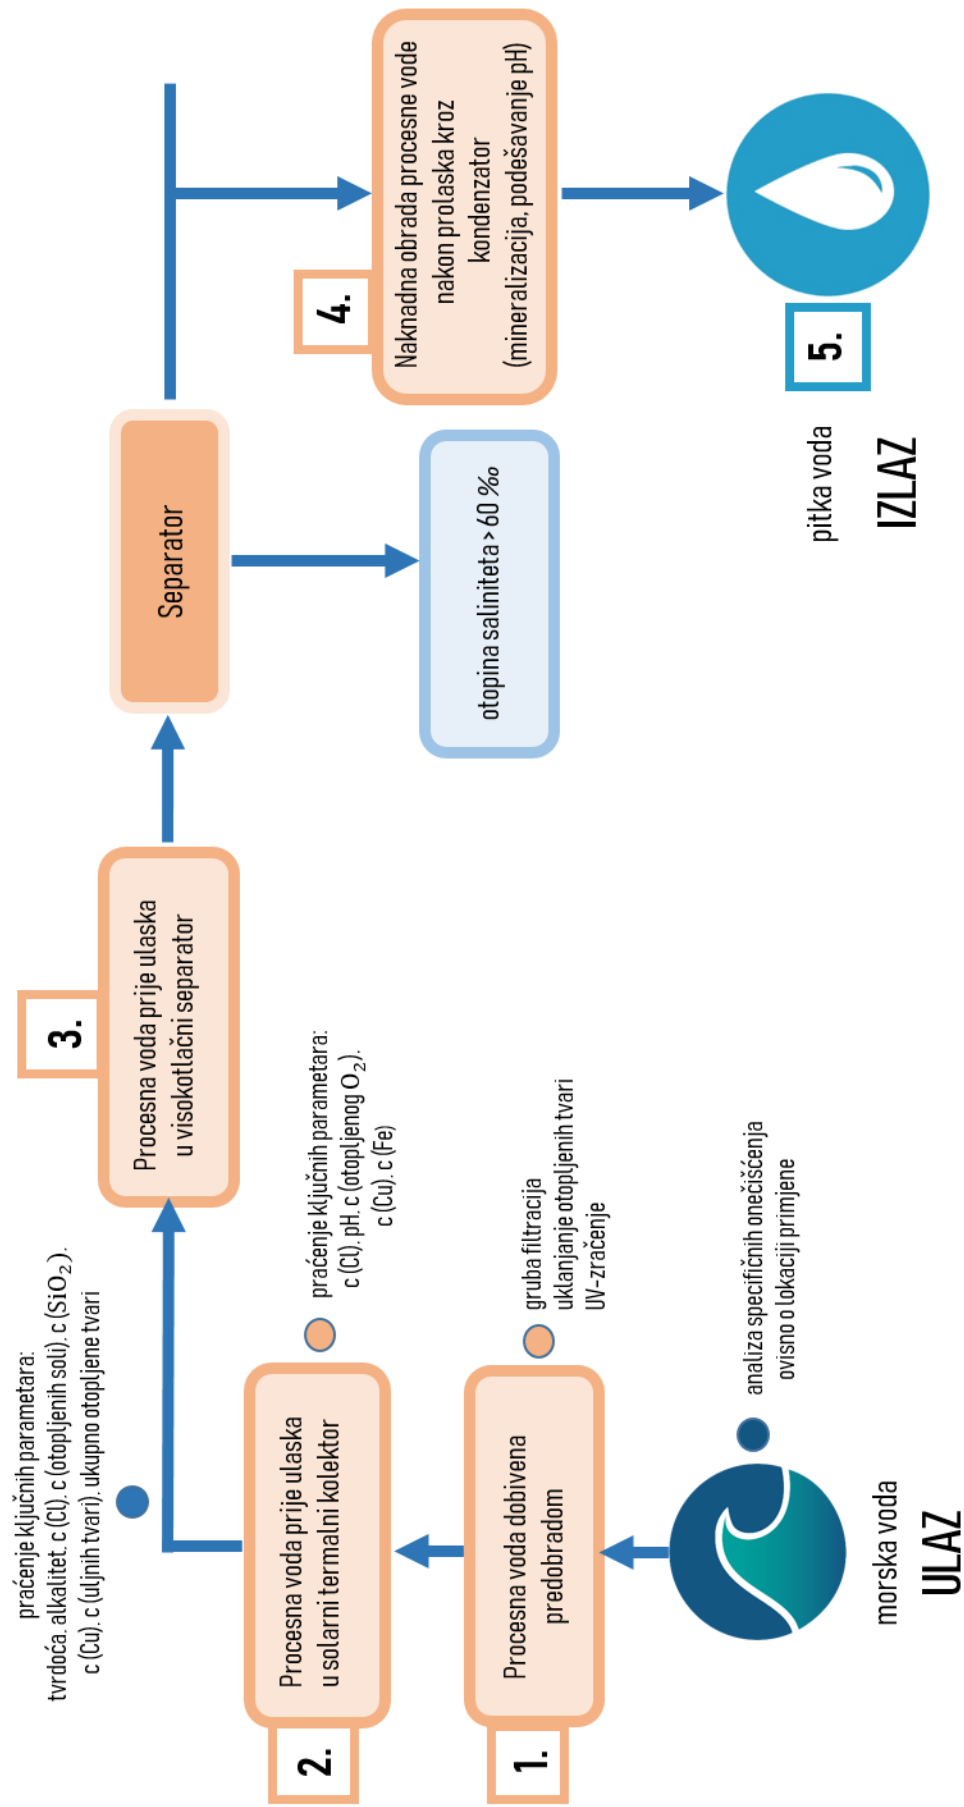 praćenje ključnih parametara:
tvrdoća. alkalitet. c (Cl). c (otopljenih soli). c (SiO₂).
c (Cu). c (uljnih tvari). ukupno otopljene tvari
2.
Procesna voda prije ulaska
u solarni termalni kolektor
praćenje ključnih parametara:
c (Cl). pH. c (otopljenog O₂).
c (Cu). c (Fe)
1.
Procesna voda dobivena
predobradom
gruba filtracija
uklanjanje otopljenih tvari
UV-zračenje
analiza specifičnih onečišćenja
ovisno o lokaciji primjene
morska voda
ULAZ
3.
Procesna voda prije ulaska
u visokotlačni separator
Separator
otopina saliniteta > 60 ‰
4.
Naknadna obrada procesne vode
nakon prolaska kroz
kondenzator
(mineralizacija, podešavanje pH)
5.
pitka voda
IZLAZ